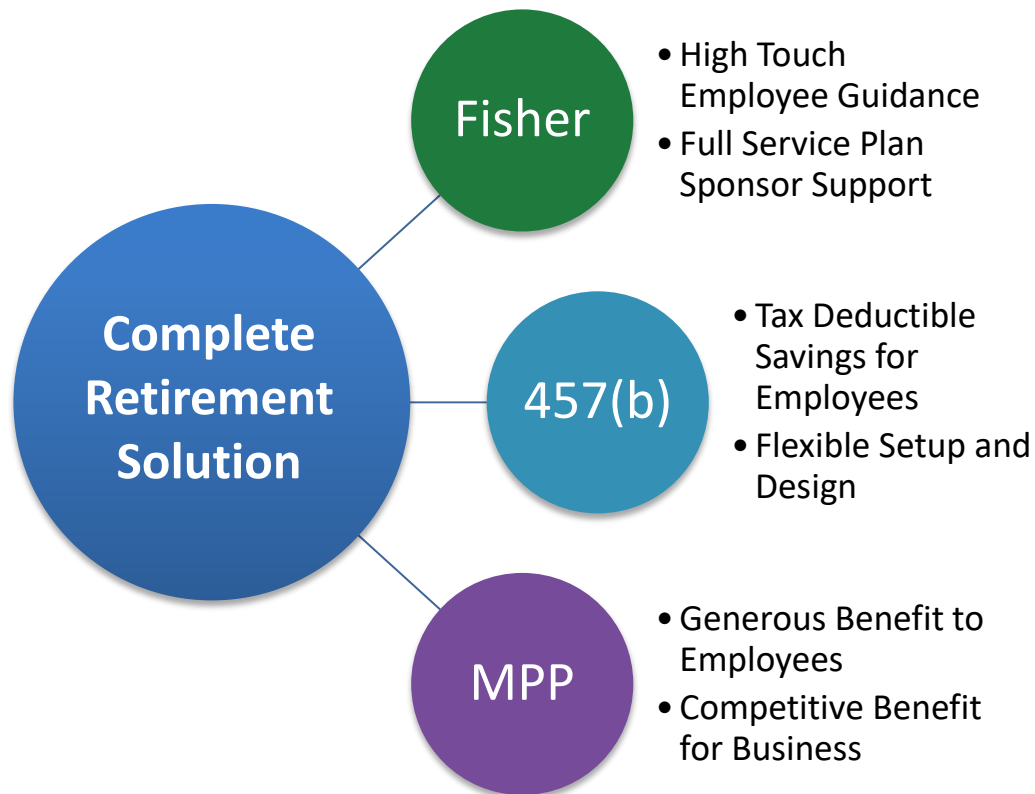 Fisher
• High Touch
Employee Guidance
• Full Service Plan
Sponsor Support
Complete
Retirement
Solution
457(b)
• Tax Deductible
Savings for
Employees
• Flexible Setup and
Design
MPP
• Generous Benefit to
Employees
• Competitive Benefit
for Business